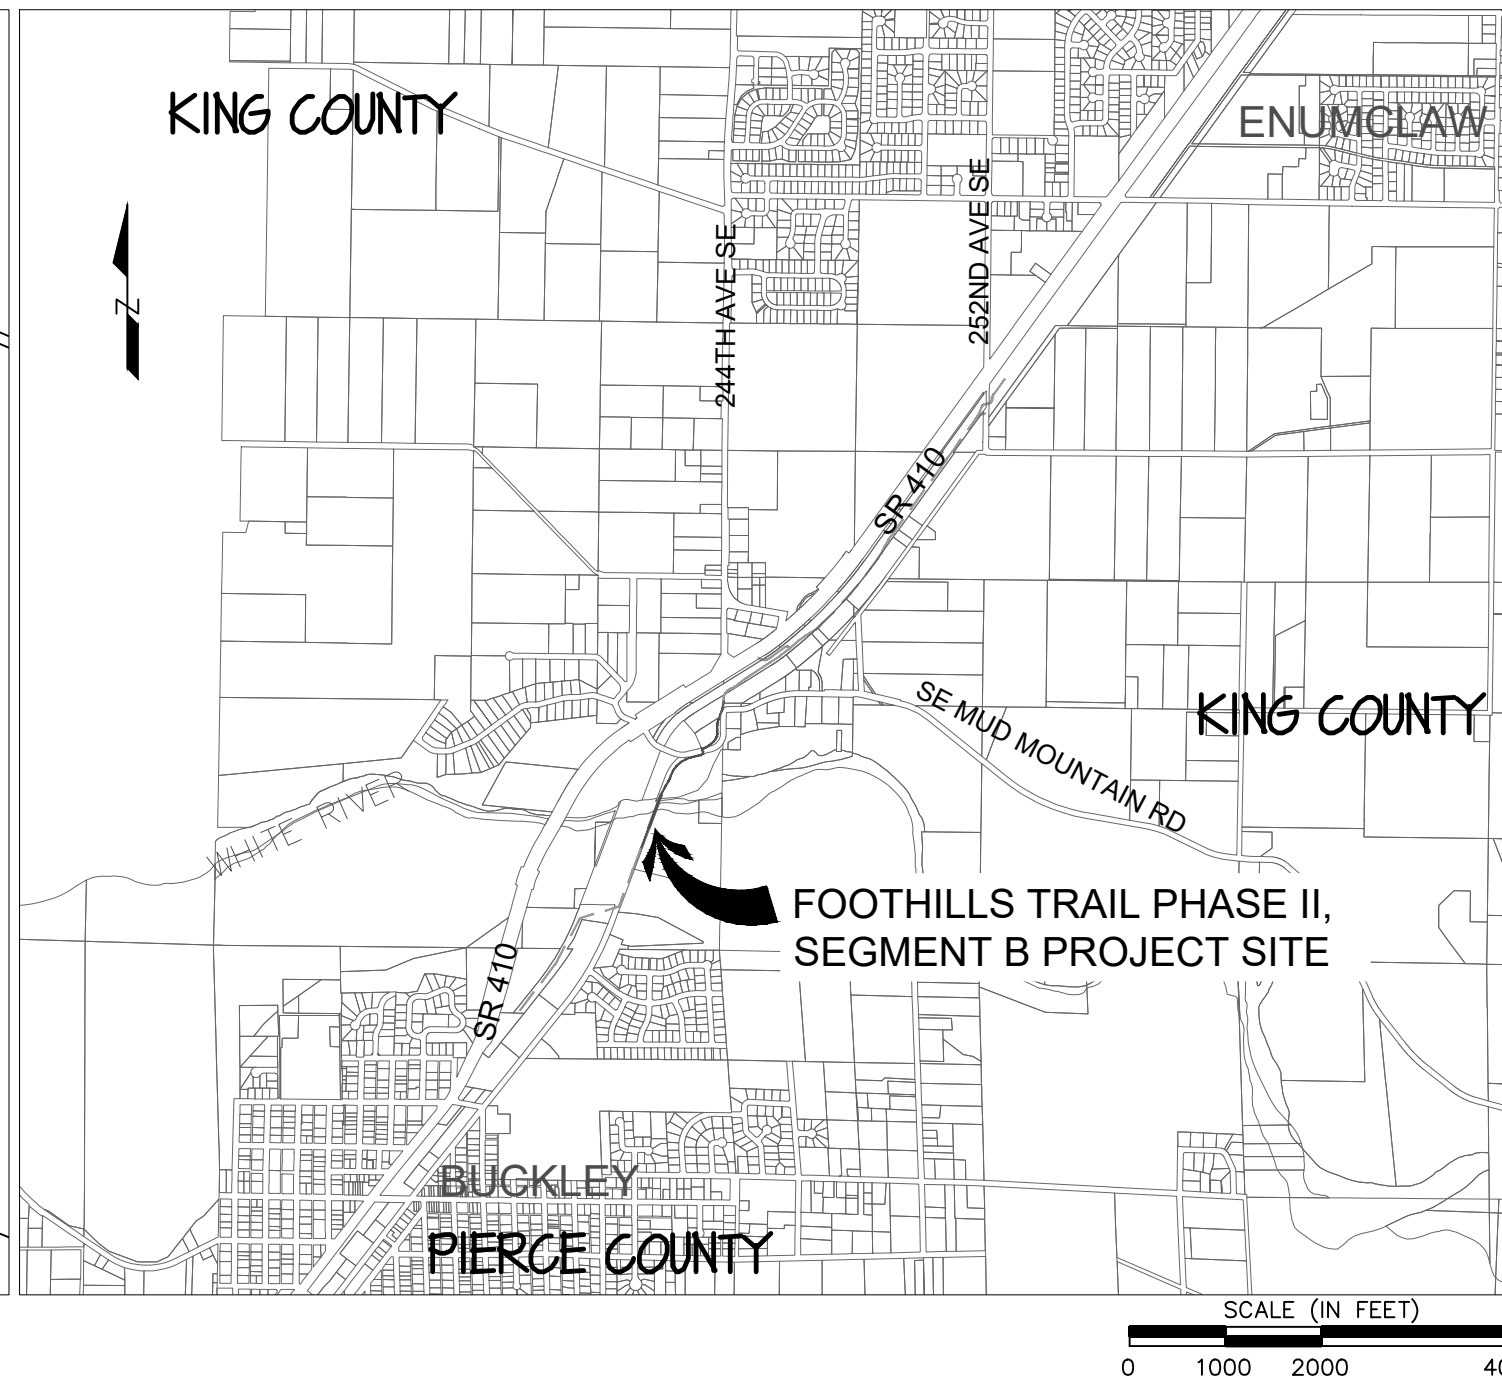 KING COUNTY
ENUMCLAW
N
244TH AVE SE
252ND AVE SE
SR 410
SE MUD MOUNTAIN RD
KING COUNTY
WHITE RIVER
FOOTHILLS TRAIL PHASE II,
SEGMENT B PROJECT SITE
SR 410
BUCKLEY
PIERCE COUNTY
SCALE (IN FEET)
0 1000 2000